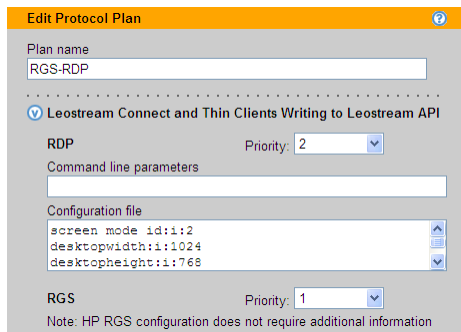 Edit Protocol Plan
?
Plan name
RGS-RDP
Leostream Connect and Thin Clients Writing to Leostream API
RDP Priority: 2
Command line parameters
Configuration file
screen mode id:i:2
desktopwidth:i:1024
desktopheight:i:768
RGS Priority: 1
Note: HP RGS configuration does not require additional information